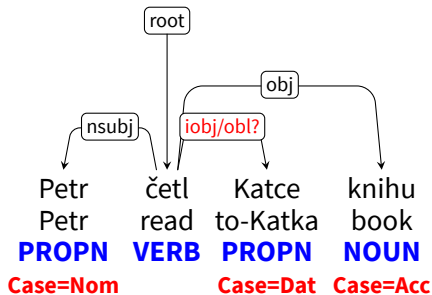 root
obj
nsubj iobj/obl?
Petr četl Katce knihu
Petr read to-Katka book
PROPN VERB PROPN NOUN
Case=Nom Case=Dat Case=Acc